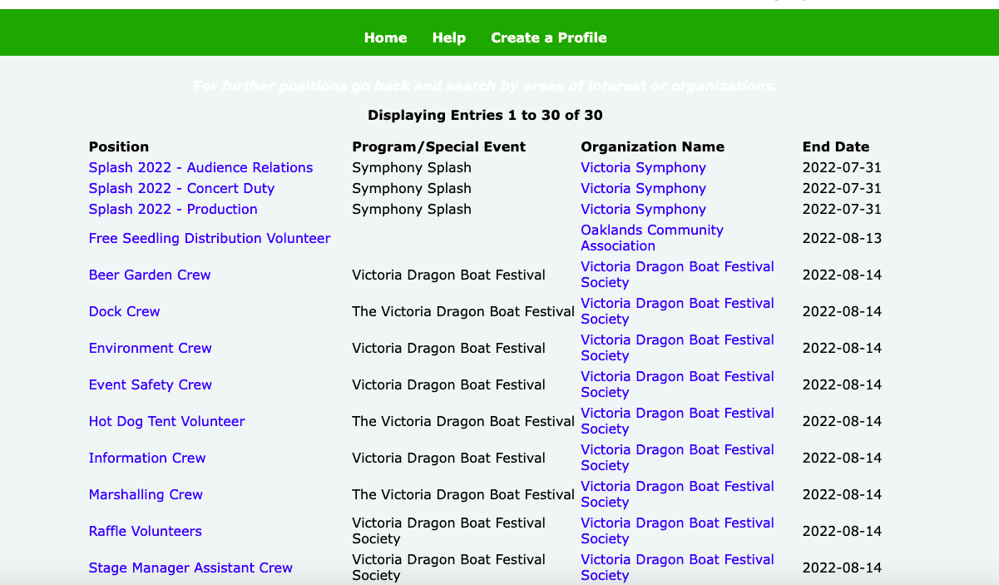 Home Help Create a Profile
For further positions go back and search by areas of interest or organizations.
Displaying Entries 1 to 30 of 30
Position Program/Special Event Organization Name End Date
Splash 2022 - Audience Relations Symphony Splash Victoria Symphony 2022-07-31
Splash 2022 - Concert Duty Symphony Splash Victoria Symphony 2022-07-31
Splash 2022 - Production Symphony Splash Victoria Symphony 2022-07-31
Free Seedling Distribution Volunteer Oaklands Community
Association 2022-08-13
Beer Garden Crew Victoria Dragon Boat Festival Victoria Dragon Boat Festival
Society 2022-08-14
Dock Crew The Victoria Dragon Boat Festival Victoria Dragon Boat Festival
Society 2022-08-14
Environment Crew Victoria Dragon Boat Festival Victoria Dragon Boat Festival
Society 2022-08-14
Event Safety Crew Victoria Dragon Boat Festival Victoria Dragon Boat Festival
Society 2022-08-14
Hot Dog Tent Volunteer The Victoria Dragon Boat Festival Victoria Dragon Boat Festival
Society 2022-08-14
Information Crew Victoria Dragon Boat Festival Victoria Dragon Boat Festival
Society 2022-08-14
Marshalling Crew The Victoria Dragon Boat Festival Victoria Dragon Boat Festival
Society 2022-08-14
Raffle Volunteers Victoria Dragon Boat Festival
Society Victoria Dragon Boat Festival
Society 2022-08-14
Stage Manager Assistant Crew Victoria Dragon Boat Festival
Society Victoria Dragon Boat Festival
Society 2022-08-14